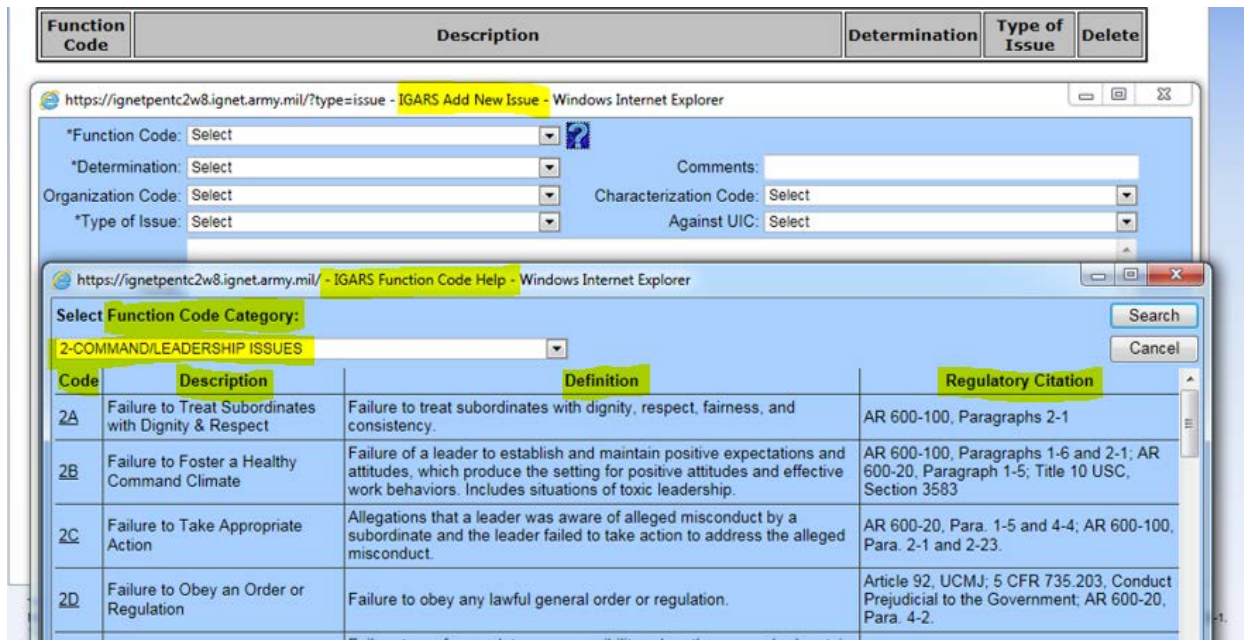 Function Code Description Determination Type of Issue Delete
https://ignetpentc2w8.ignet.army.mil/?type=issue - IGARS Add New Issue - Windows Internet Explorer
*Function Code: Select
*Determination: Select Comments:
Organization Code: Select Characterization Code: Select
*Type of Issue: Select Against UIC: Select
https://ignetpentc2w8.ignet.army.mil/ - IGARS Function Code Help - Windows Internet Explorer
Select Function Code Category: Search
2-COMMAND/LEADERSHIP ISSUES Cancel
Code Description Definition Regulatory Citation
2A
Failure to Treat Subordinates
with Dignity & Respect
Failure to treat subordinates with dignity, respect, fairness, and
consistency.
AR 600-100, Paragraphs 2-1
2B
Failure to Foster a Healthy
Command Climate
Failure of a leader to establish and maintain positive expectations and
attitudes, which produce the setting for positive attitudes and effective
work behaviors. Includes situations of toxic leadership.
AR 600-100, Paragraphs 1-6 and 2-1; AR
600-20, Paragraph 1-5; Title 10 USC,
Section 3583
2C
Failure to Take Appropriate
Action
Allegations that a leader was aware of alleged misconduct by a
subordinate and the leader failed to take action to address the alleged
misconduct.
AR 600-20, Para. 1-5 and 4-4; AR 600-100,
Para. 2-1 and 2-23.
2D
Failure to Obey an Order or
Regulation
Failure to obey any lawful general order or regulation.
Article 92, UCMJ; 5 CFR 735.203, Conduct
Prejudicial to the Government; AR 600-20,
Para. 4-2.